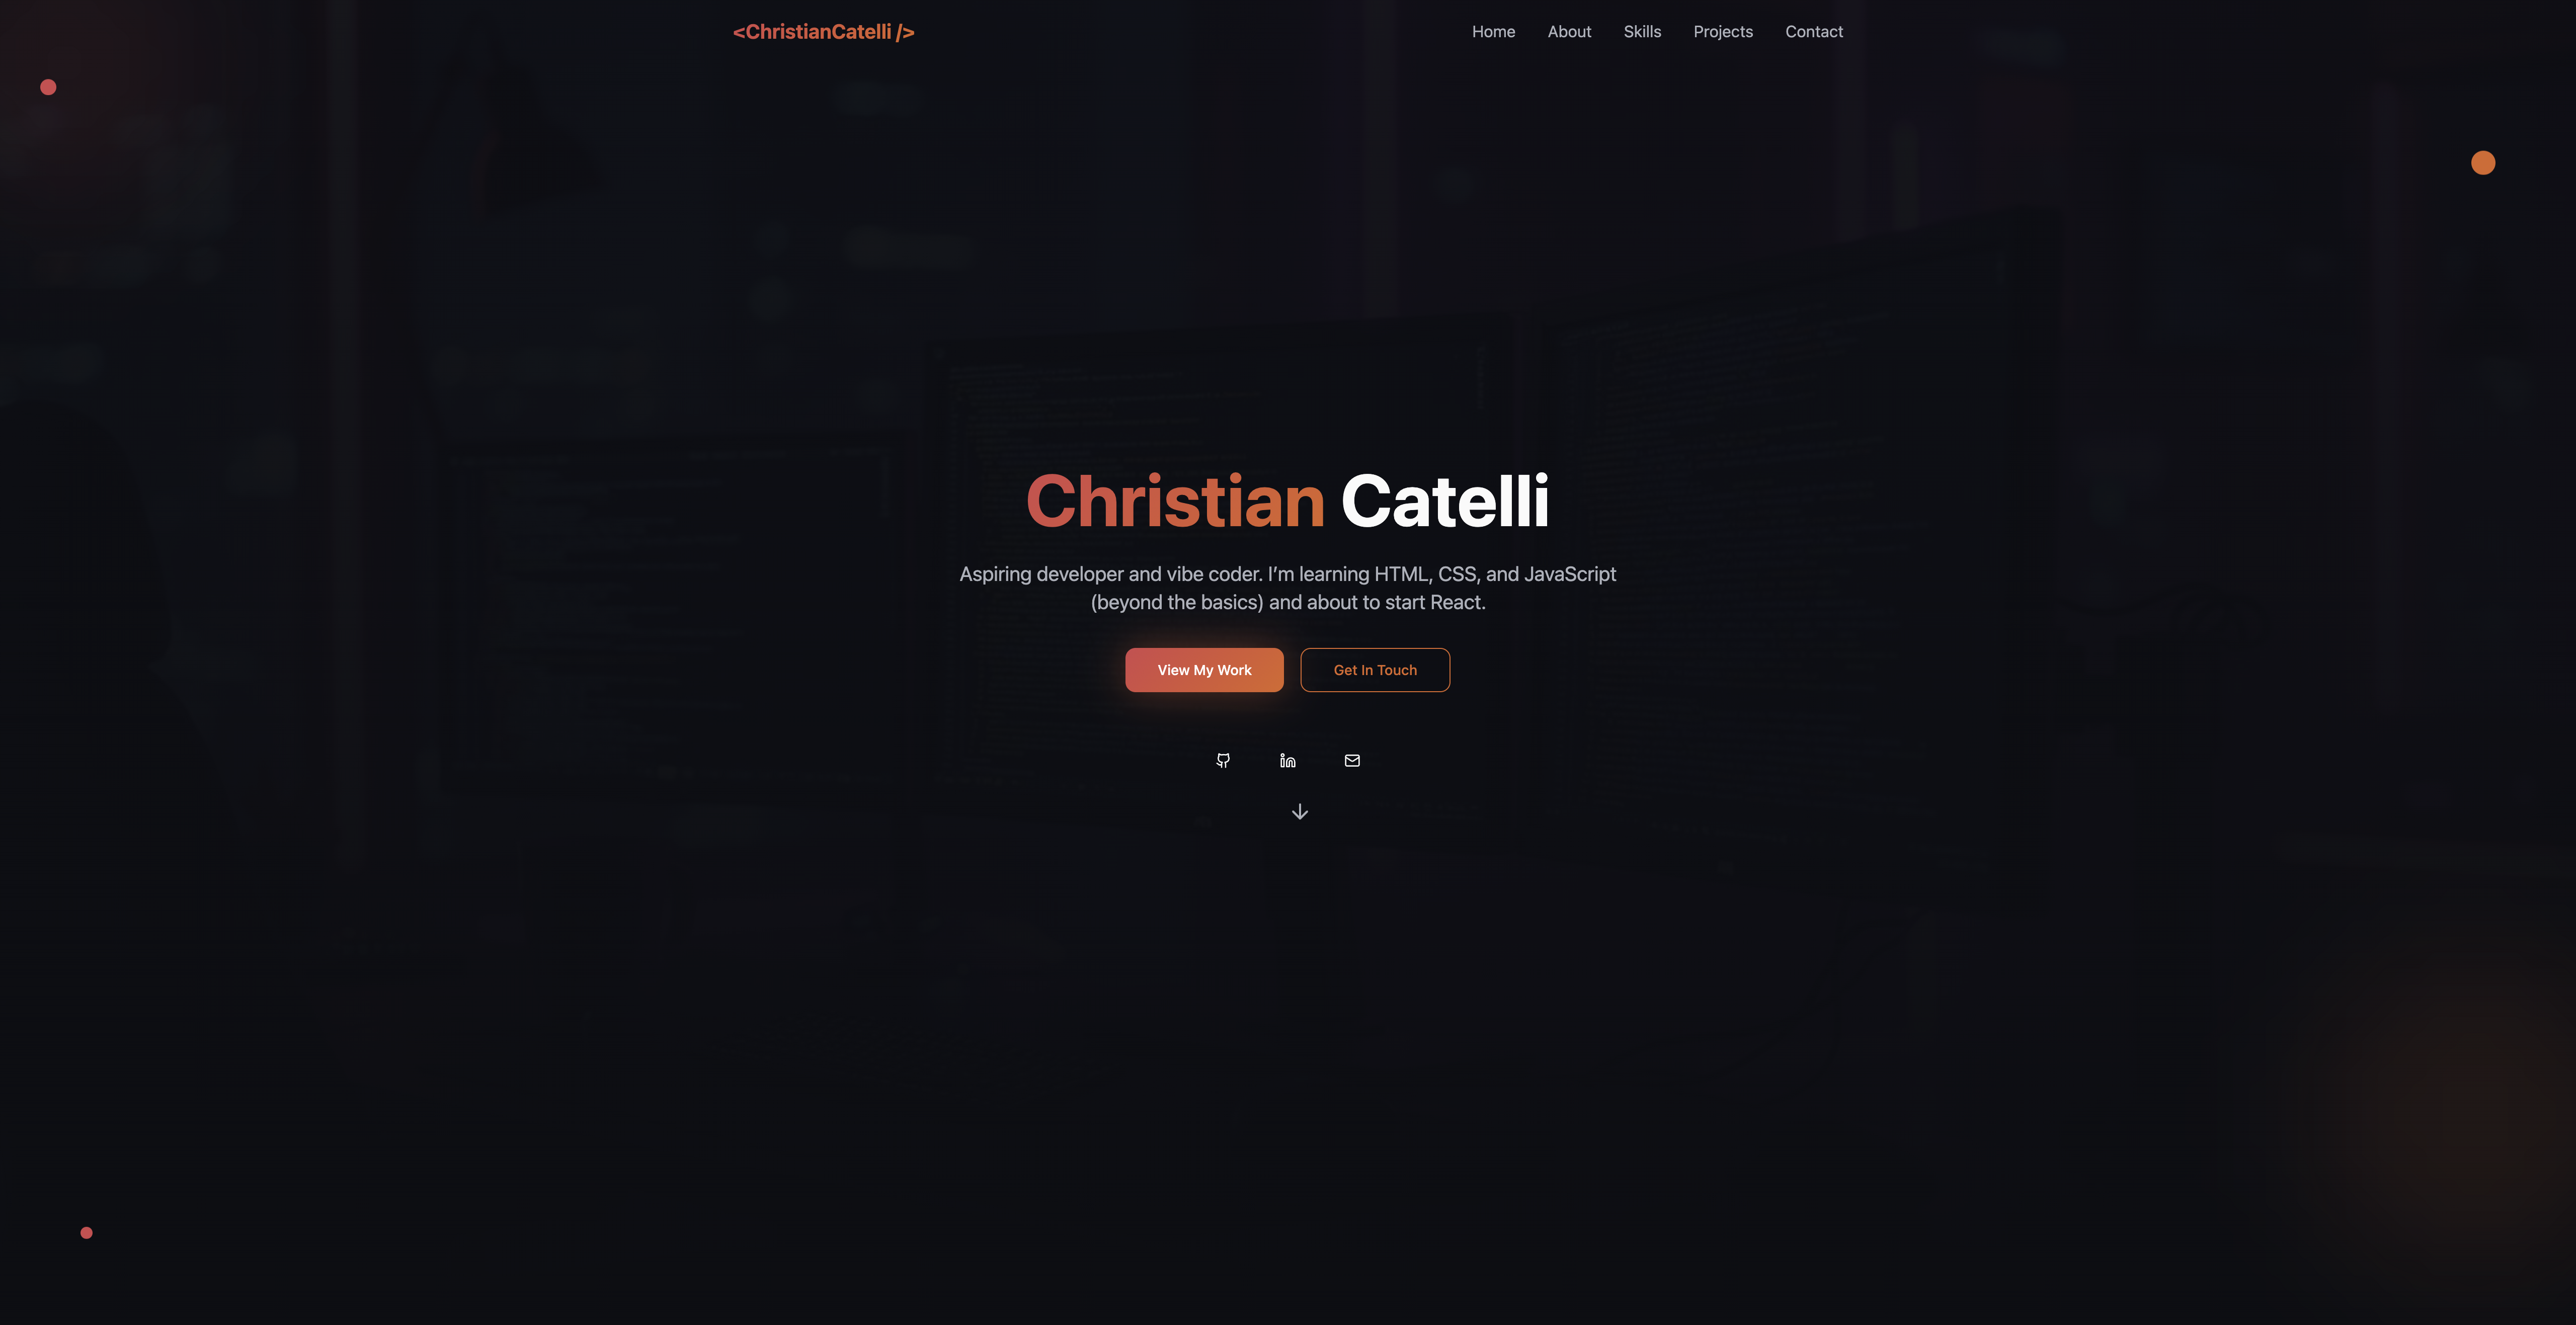 <ChristianCatelli />
Home About Skills Projects Contact
Christian Catelli
Aspiring developer and vibe coder. I’m learning HTML, CSS, and JavaScript
(beyond the basics) and about to start React.
View My Work
Get In Touch